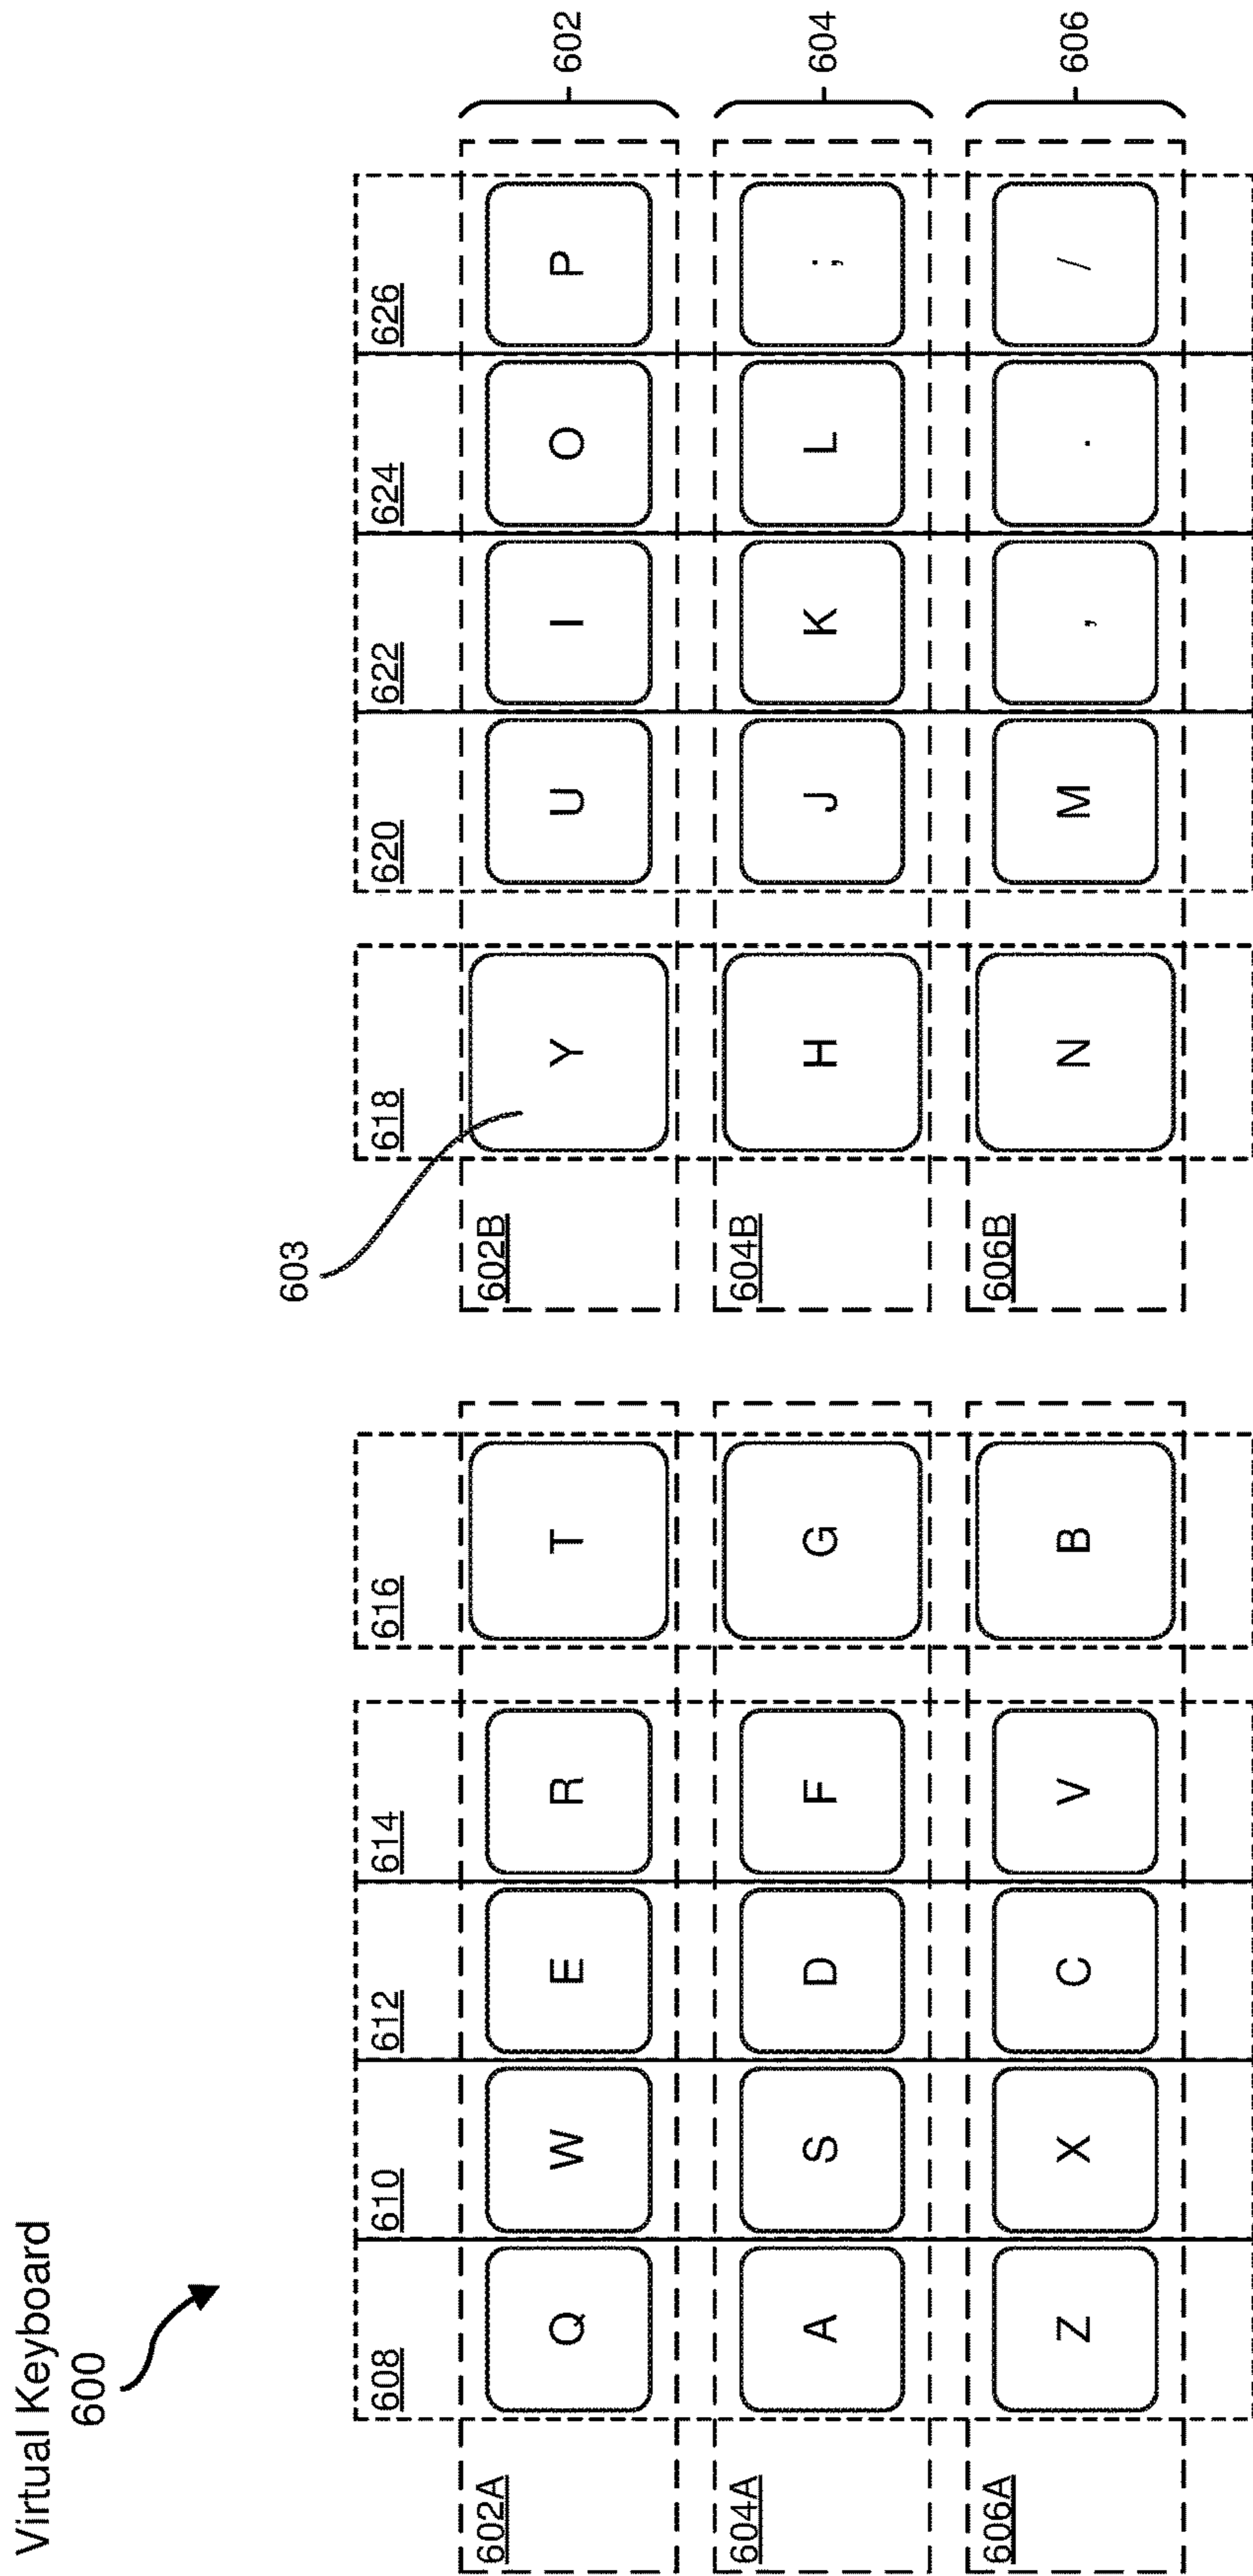 Virtual Keyboard
600
603
608 610 612 614 616 618 620 622 624 626
602A Q W E R T 602B Y U I O P 602
604A A S D F G 604B H J K L ; 604
606A Z X C V B 606B N M , . / 606